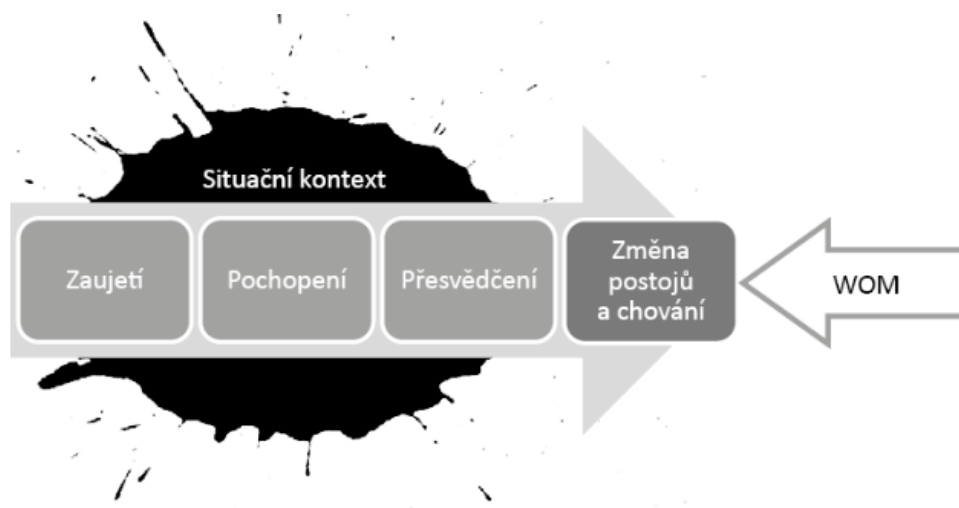 Situační kontext
Zaujetí
Pochopení
Přesvědčení
Změna
postojů
a chování
WOM